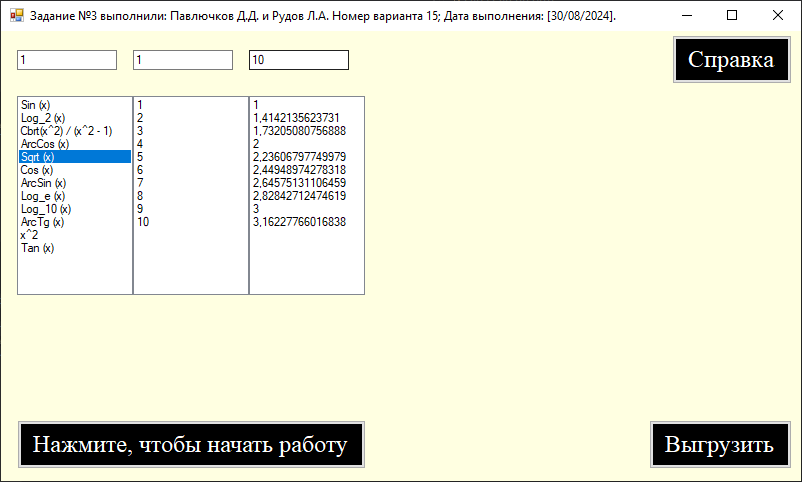 Задание №3 выполнили: Павлючков Д.Д. и Рудов Л.А. Номер варианта 15; Дата выполнения: [30/08/2024].
1 1 10
Справка
Sin (x) 1 1
Log_2 (x) 2 1,4142135623731
Cbrt(x^2) / (x^2 - 1) 3 1,73205080756888
ArcCos (x) 4 2
Sqrt (x) 5 2,23606797749979
Cos (x) 6 2,44948974278318
ArcSin (x) 7 2,64575131106459
Log_e (x) 8 2,82842712474619
Log_10 (x) 9 3
ArcTg (x) 10 3,16227766016838
x^2
Tan (x)
Нажмите, чтобы начать работу
Выгрузить